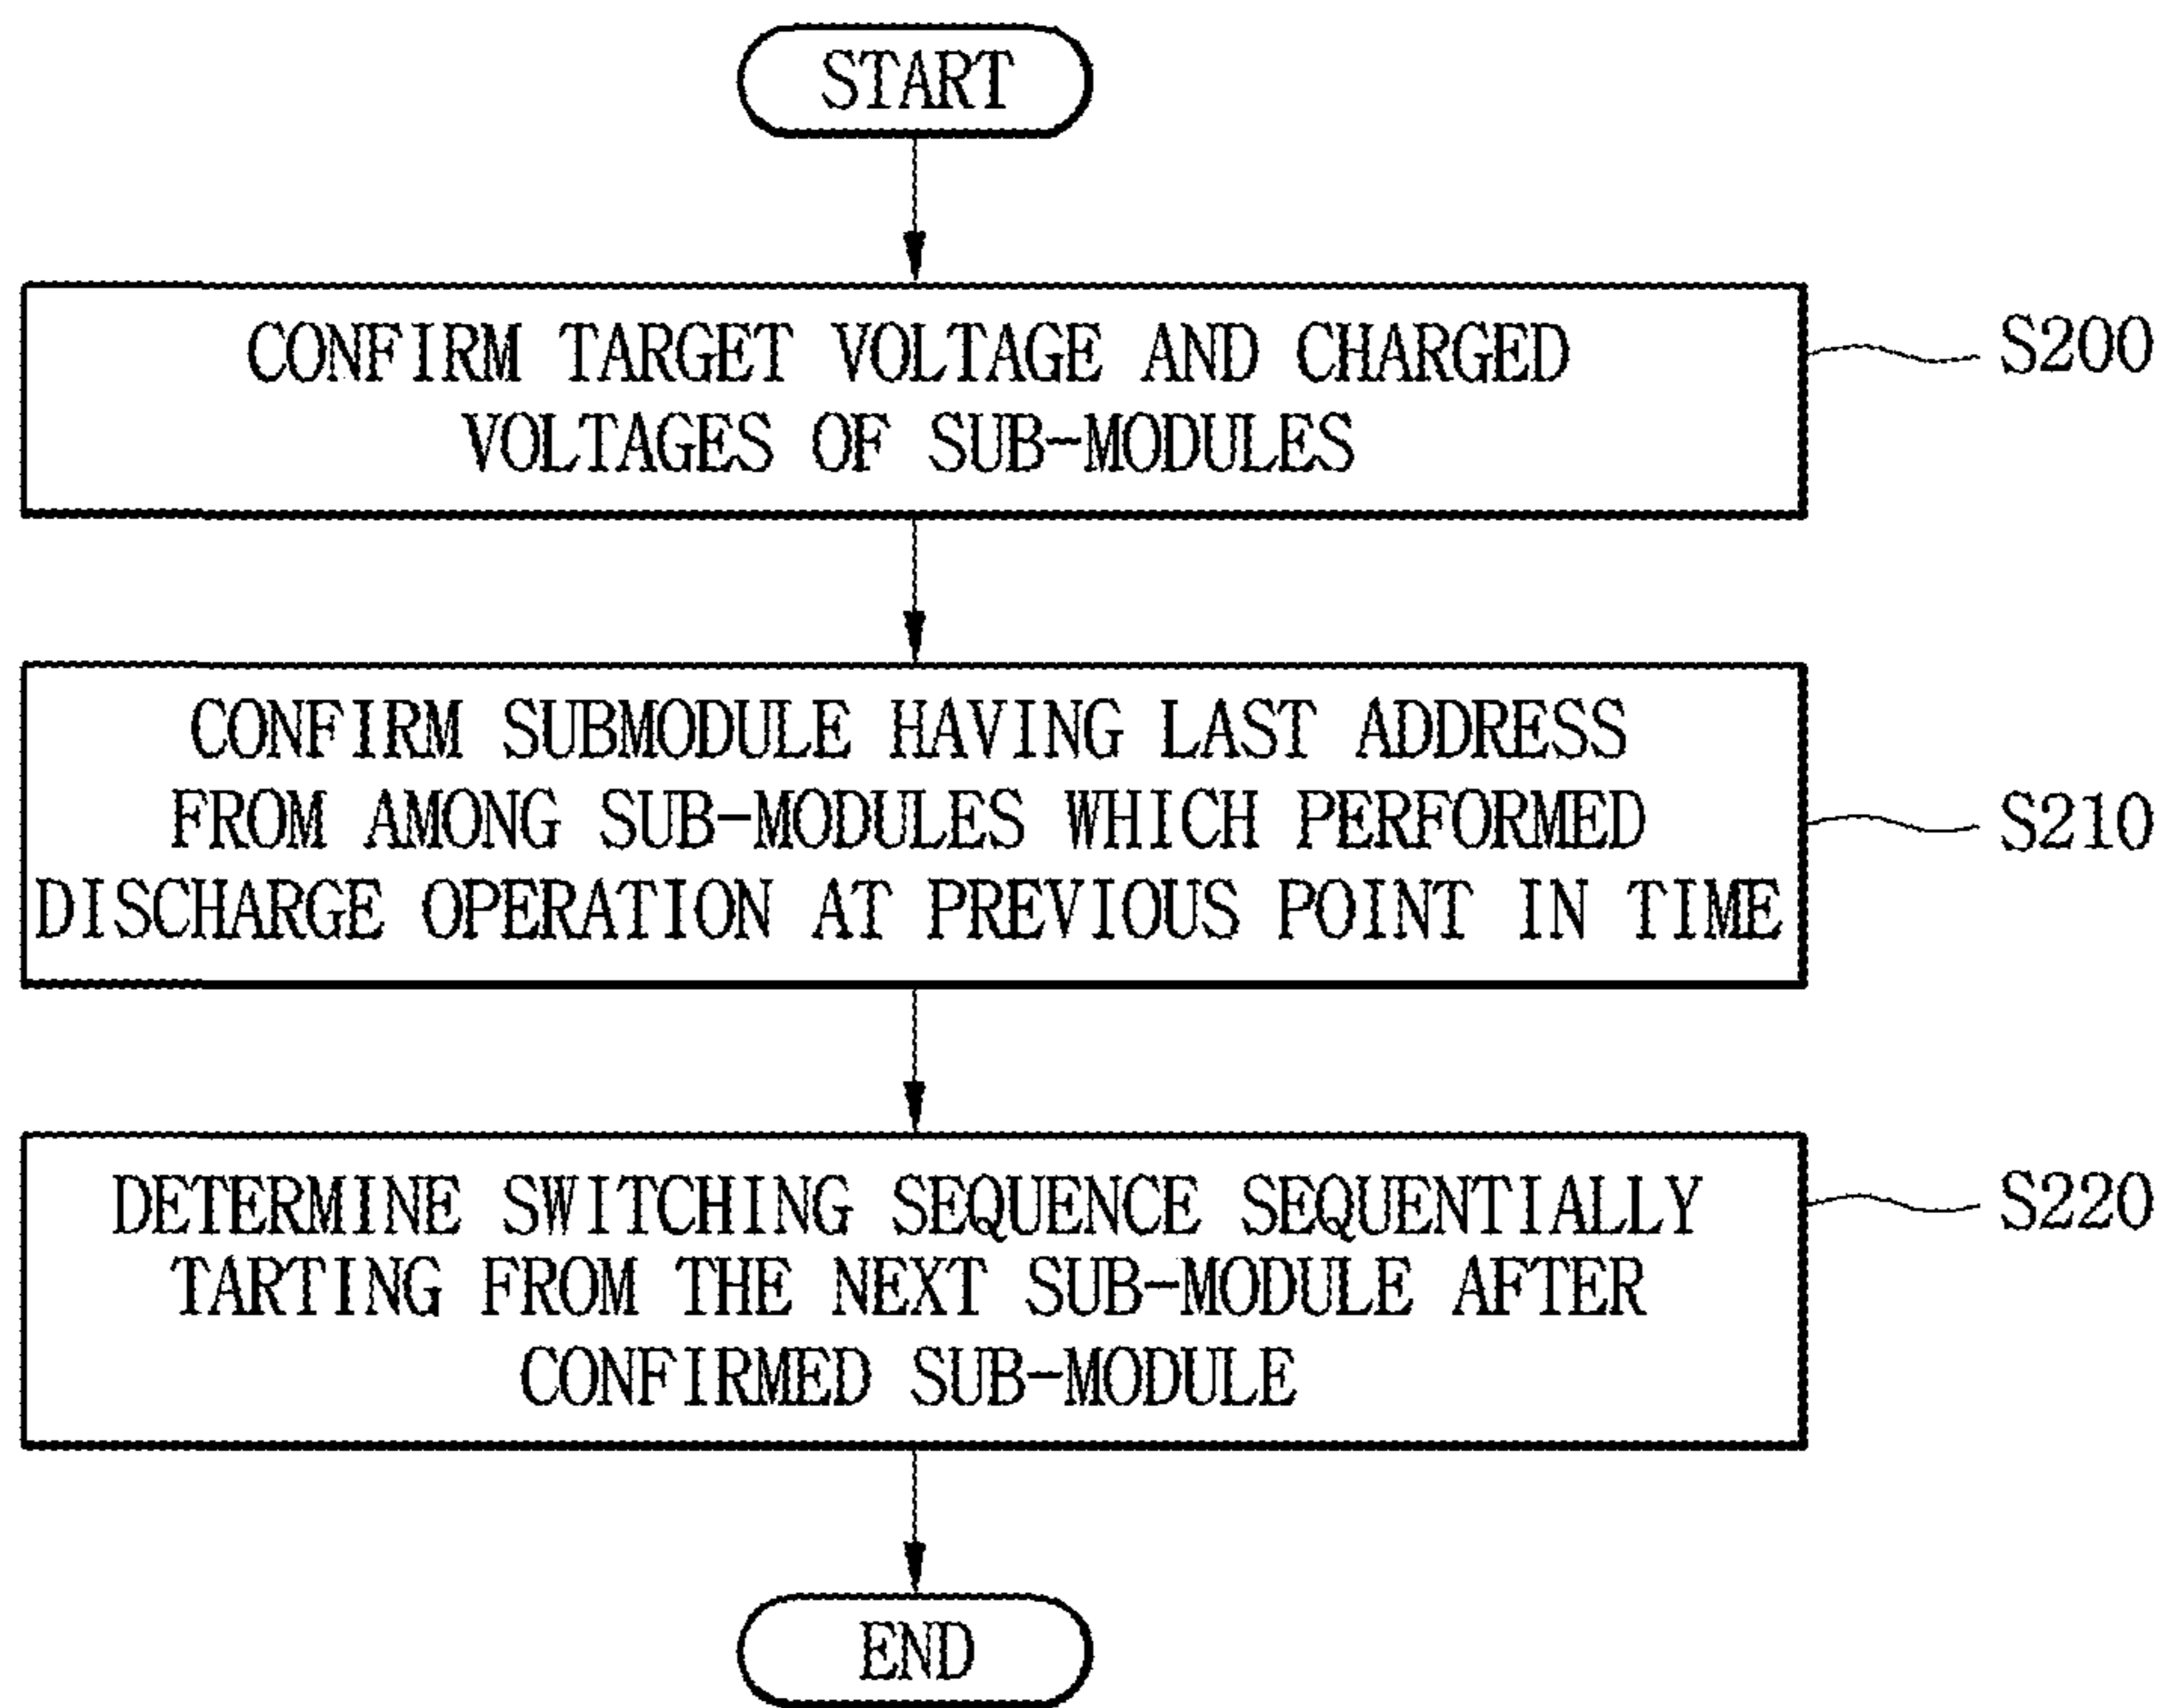 START
CONFIRM TARGET VOLTAGE AND CHARGED
VOLTAGES OF SUB-MODULES
S200
CONFIRM SUBMODULE HAVING LAST ADDRESS
FROM AMONG SUB-MODULES WHICH PERFORMED
DISCHARGE OPERATION AT PREVIOUS POINT IN TIME
S210
DETERMINE SWITCHING SEQUENCE SEQUENTIALLY
TARTING FROM THE NEXT SUB-MODULE AFTER
CONFIRMED SUB-MODULE
S220
END